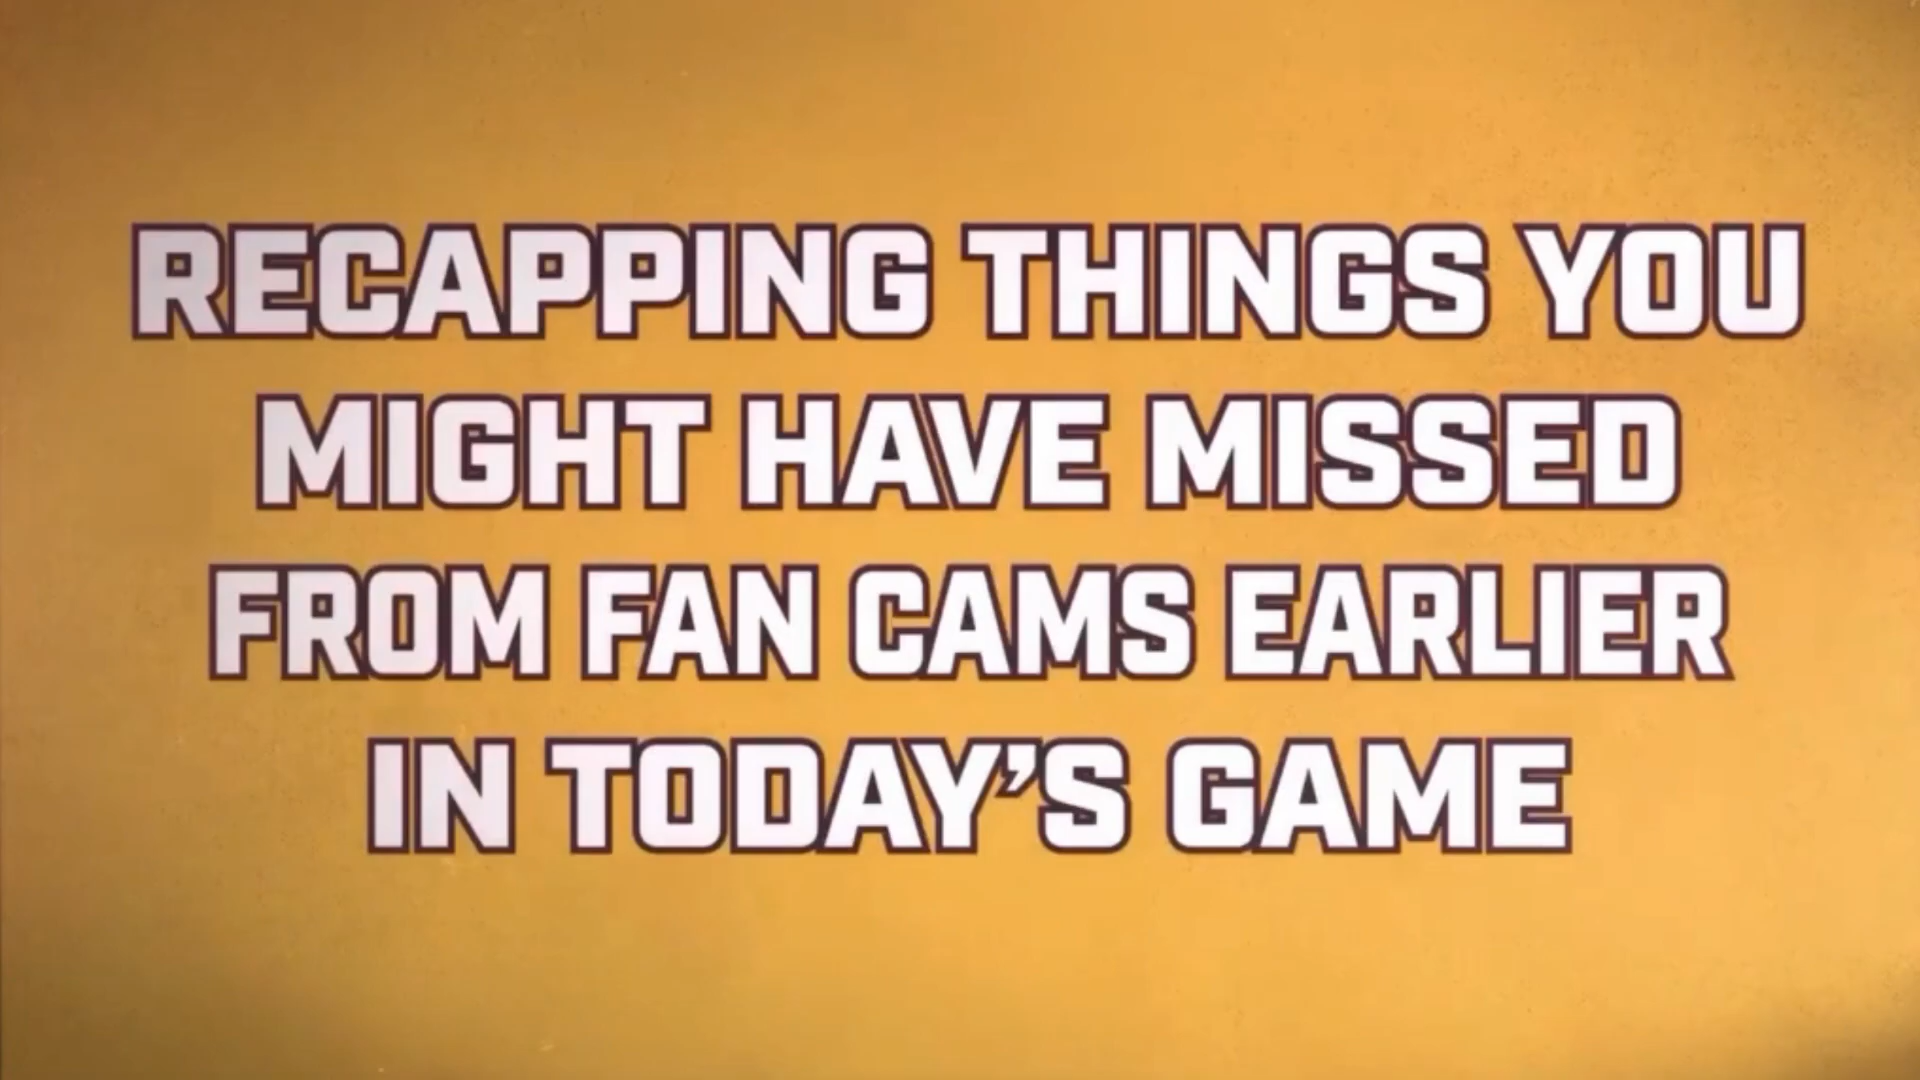 RECAPPING THINGS YOU
MIGHT HAVE MISSED
FROM FAN CAMS EARLIER
IN TODAY’S GAME